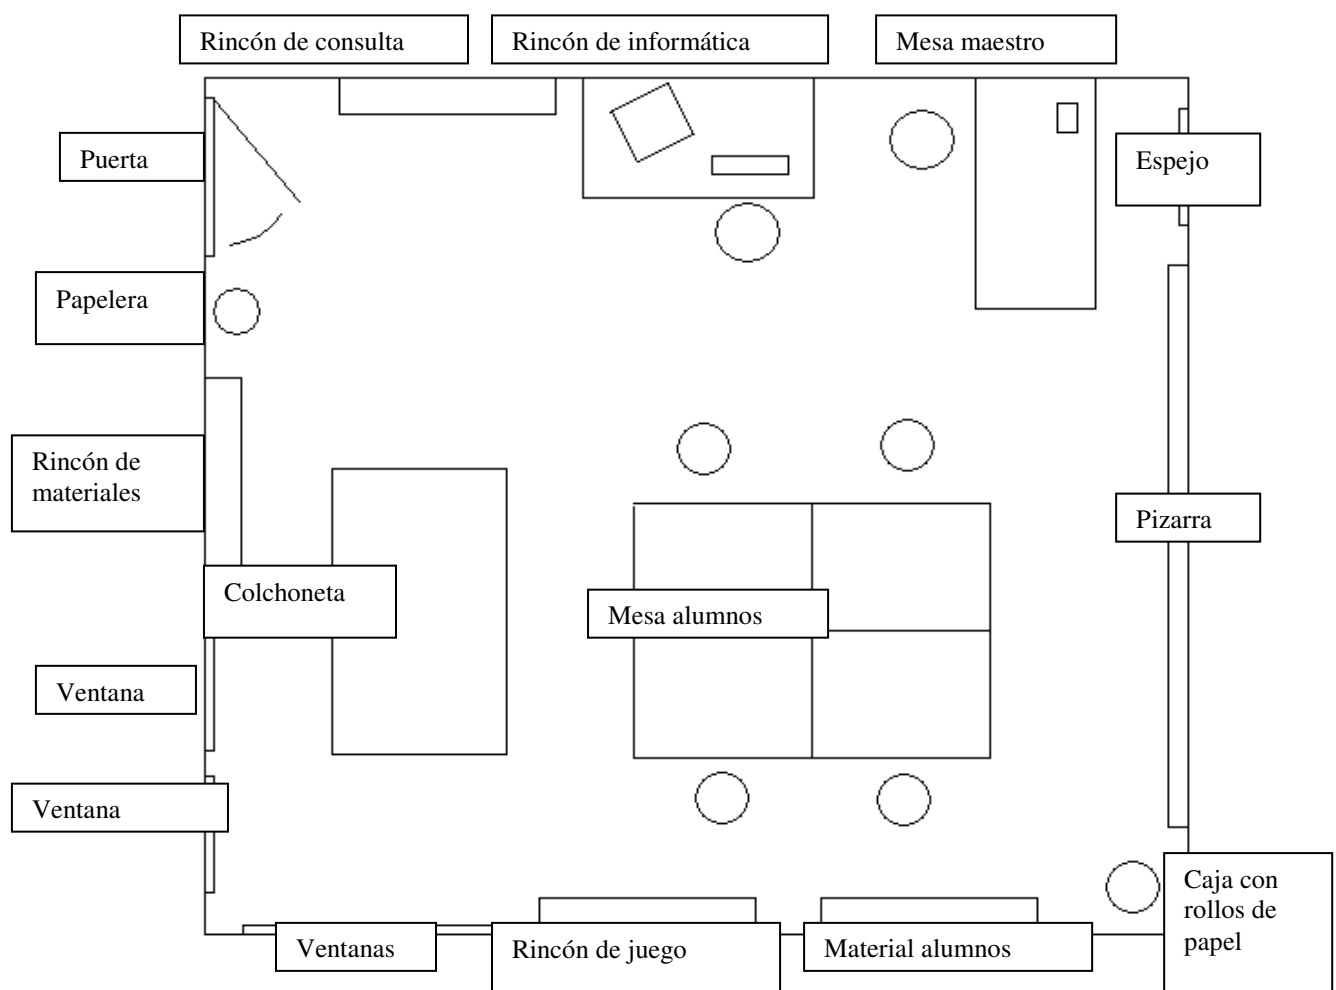 Rincón de consulta
Rincón de informática
Mesa maestro
Puerta
Espejo
Papelera
Rincón de
materiales
Pizarra
Colchoneta
Mesa alumnos
Ventana
Ventana
Caja con
rollos de
papel
Ventanas
Rincón de juego
Material alumnos